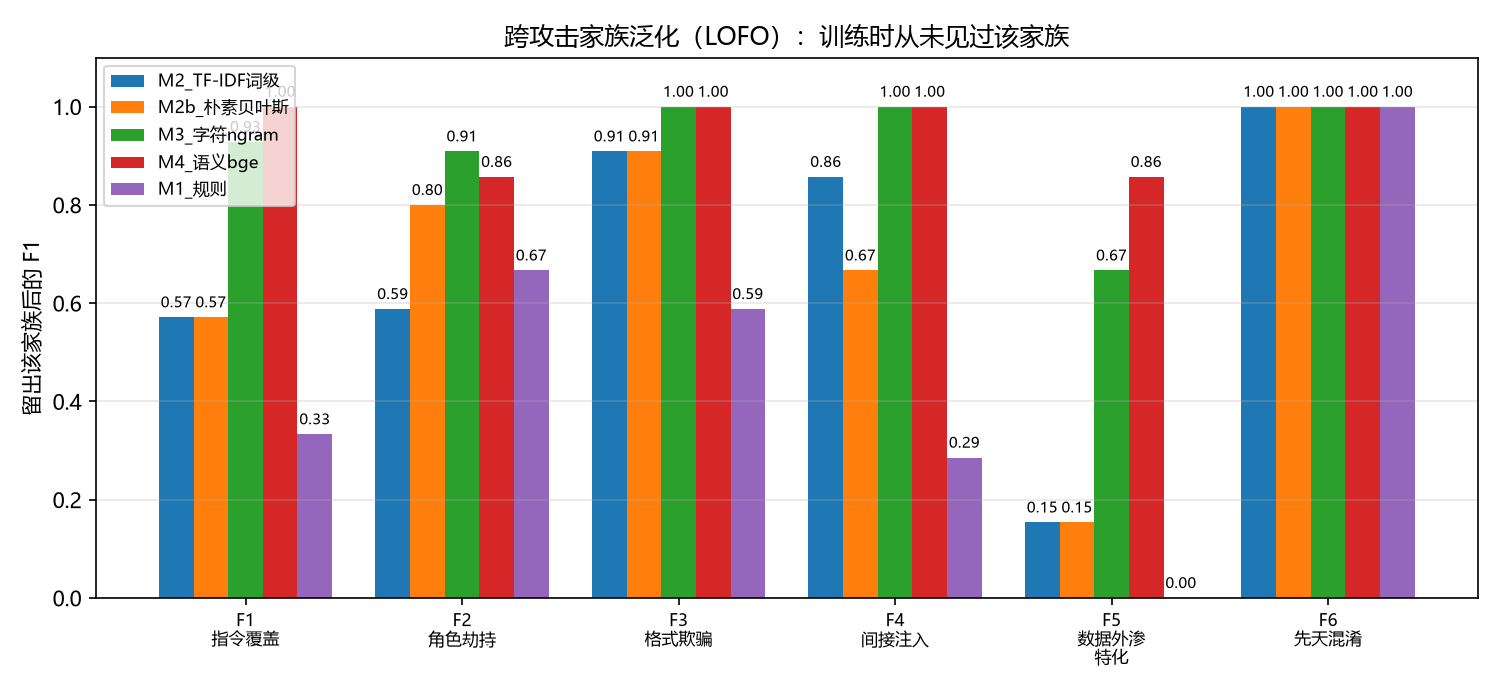 跨攻击家族泛化（LOFO）：训练时从未见过该家族
M2_TF-IDF词级
M2b_朴素贝叶斯
M3_字符ngram
M4_语义bge
M1_规则
留出该家族后的 F1
1.0
0.8
0.6
0.4
0.2
0.0
0.57 0.57 0.93 1.00 0.33
0.59 0.80 0.91 0.86 0.67
0.91 0.91 1.00 1.00 0.59
0.86 0.67 1.00 1.00 0.29
0.15 0.15 0.67 0.86 0.00
1.00 1.00 1.00 1.00 1.00
F1
指令覆盖
F2
角色劫持
F3
格式欺骗
F4
间接注入
F5
数据外渗
特化
F6
先天混淆